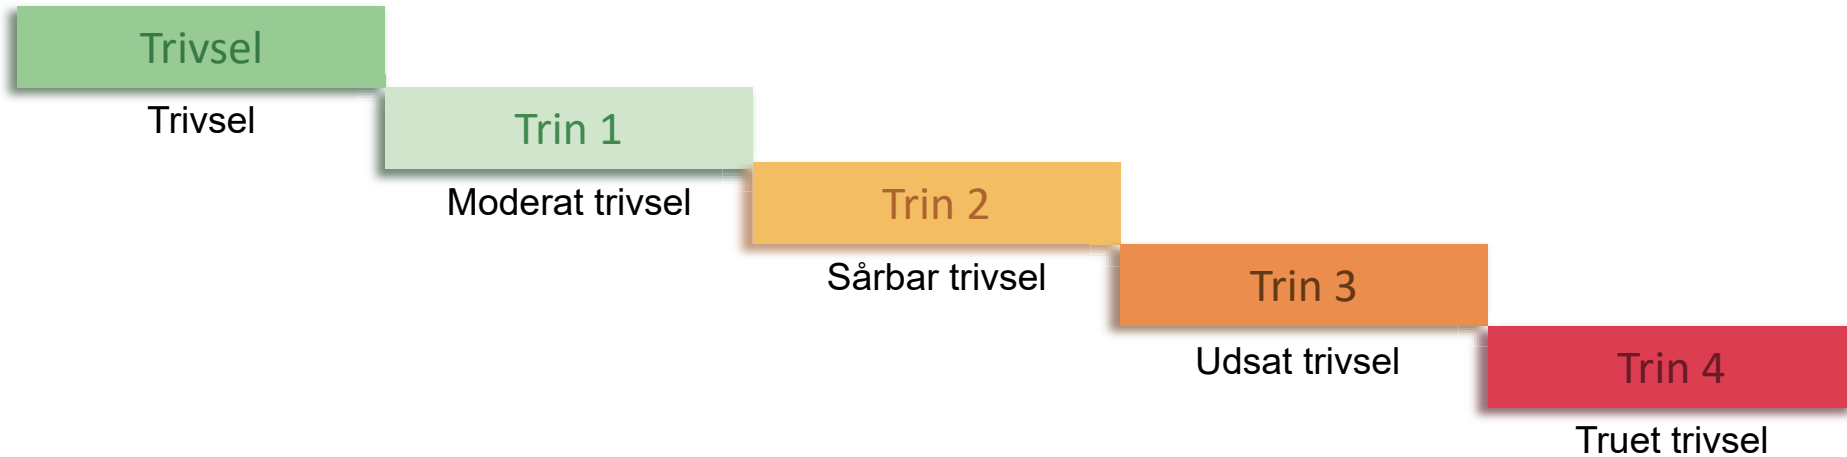 Trivsel
Trivsel
Trin 1
Moderat trivsel
Trin 2
Sårbar trivsel
Trin 3
Udsat trivsel
Trin 4
Truet trivsel